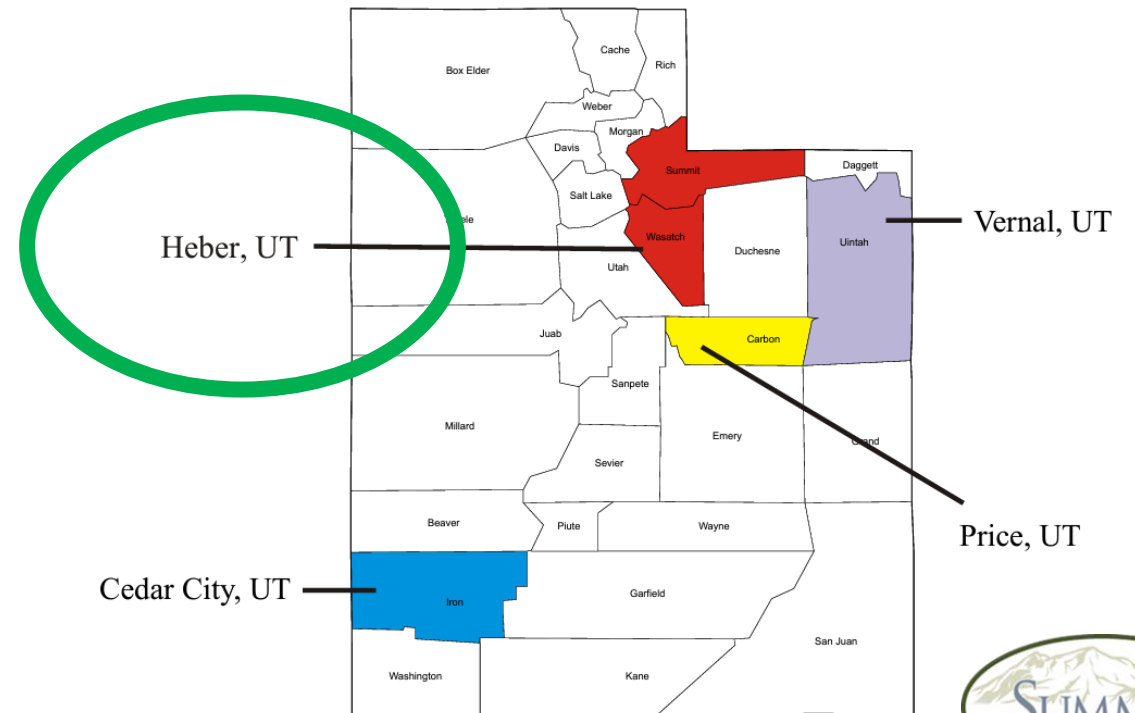 Cache
Rich
Box Elder
Weber
Morgan
Davis
Daggett
Summit
Salt Lake
Vernal, UT
Heber, UT
Wasatch
Uintah
Duchesne
Utah
Juab
Carbon
Sanpete
Millard
Emery
Grand
Sevier
Beaver
Piute
Wayne
Price, UT
Cedar City, UT
Iron
Garfield
San Juan
Washington
Kane